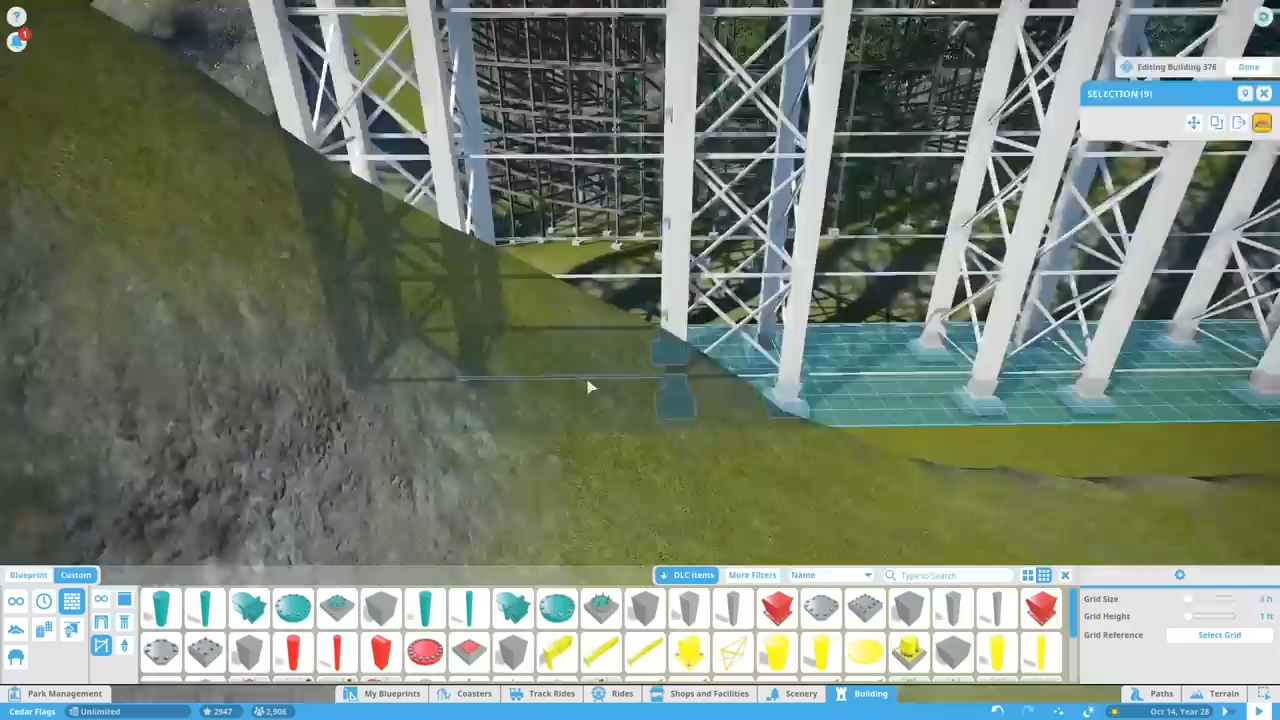 ?
1
Editing Building 376 Done
SELECTION (9)
Blueprint Custom DLC Items More Filters Name Type to Search
Grid Size 3 ft
Grid Height 1 ft
Grid Reference Select Grid
Park Management My Blueprints Coasters Track Rides Rides Shops and Facilities Scenery Building Paths Terrain
Cedar Flags Unlimited 2947 2,906 Oct 14, Year 28